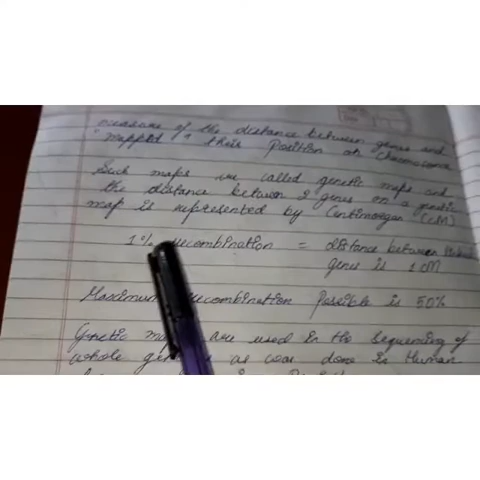 measure of the distance between genes and
"mapped" their position on chromosome
Such maps are called genetic maps and
the distance between 2 genes on a genetic
map is represented by Centimorgan (cM)
1% recombination = distance between
genes is 1 cM
Maximum recombination possible is 50%
Genetic maps are used in the sequencing of
whole as was done in Human